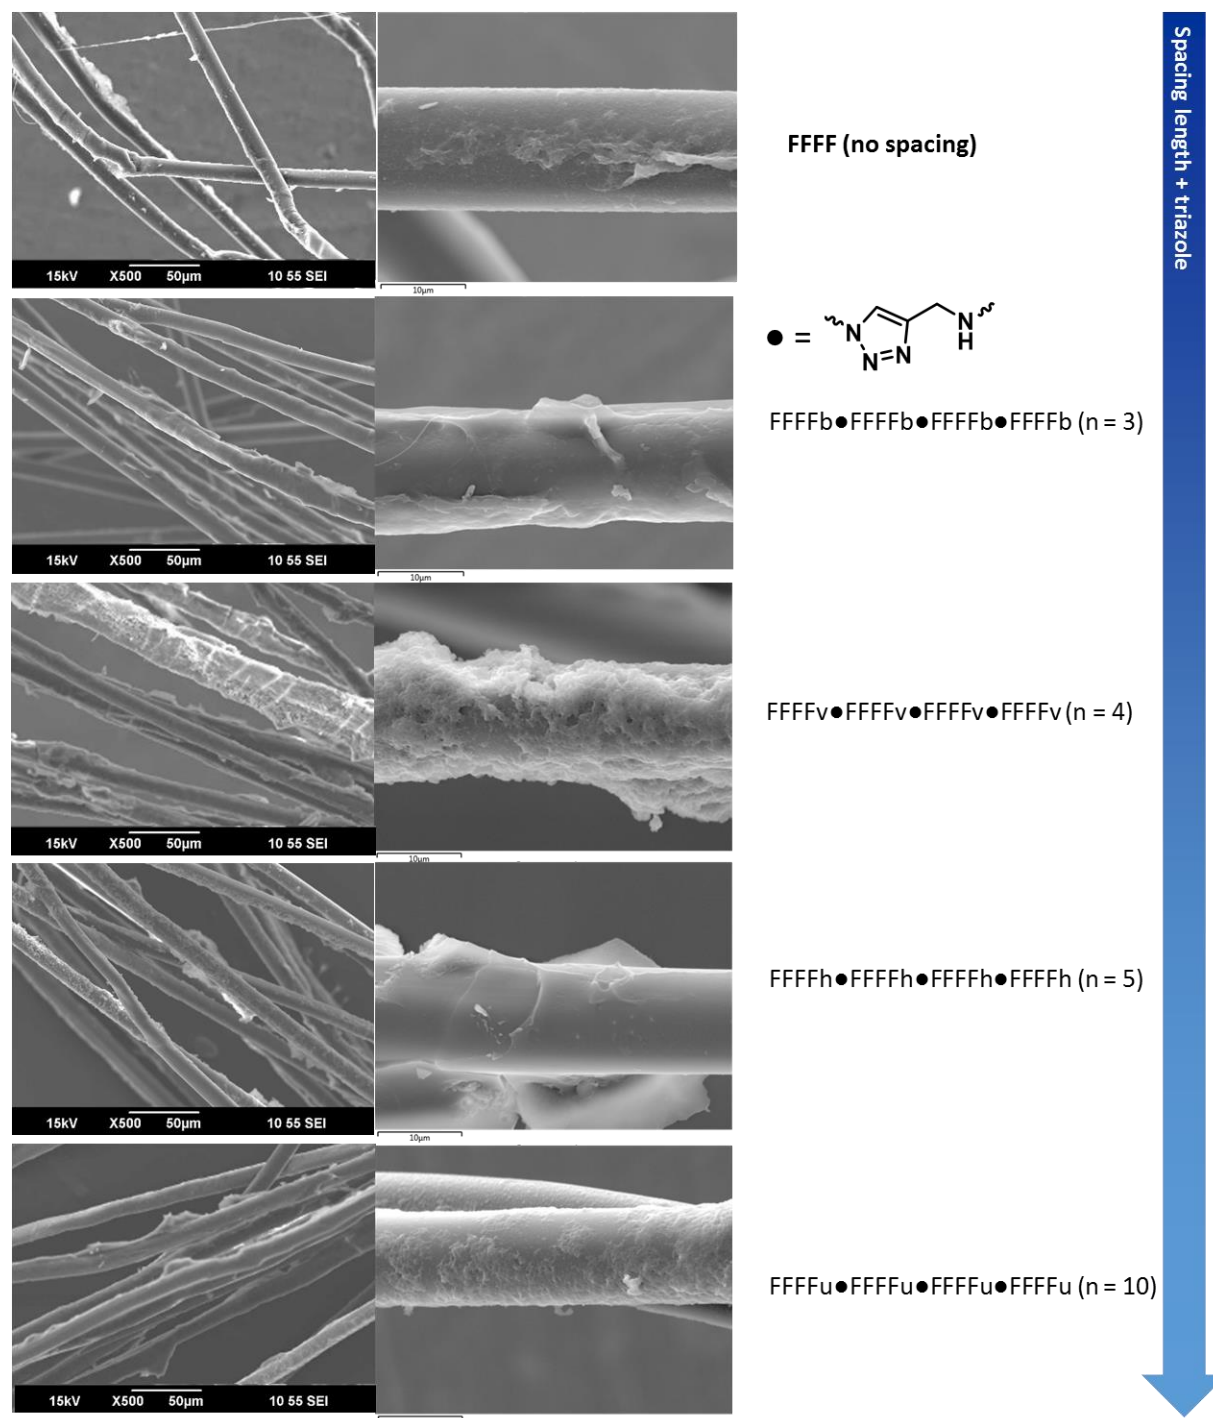 15kV X500 50µm 10 55 SEI
10µm
FFFF (no spacing)
Spacing length + triazole
● = N N=N N H
15kV X500 50µm 10 55 SEI
10µm
FFFFb●FFFFb●FFFFb●FFFFb (n = 3)
15kV X500 50µm 10 55 SEI
10µm
FFFFv●FFFFv●FFFFv●FFFFv (n = 4)
15kV X500 50µm 10 55 SEI
10µm
FFFFh●FFFFh●FFFFh●FFFFh (n = 5)
15kV X500 50µm 10 55 SEI
FFFFu●FFFFu●FFFFu●FFFFu (n = 10)